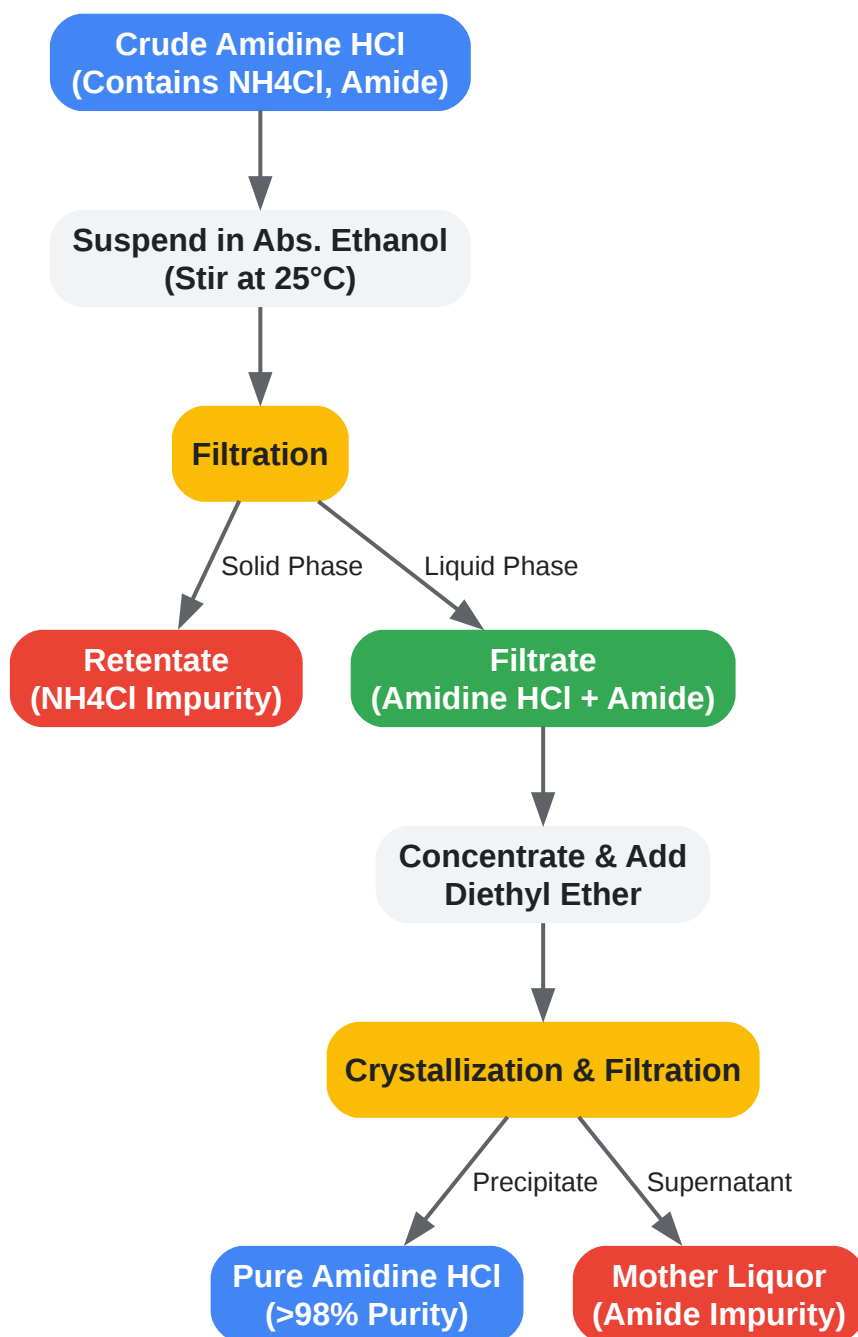 Crude Amidine HCl
(Contains NH4Cl, Amide)
Suspend in Abs. Ethanol
(Stir at 25°C)
Filtration
Solid Phase
Liquid Phase
Retentate
(NH4Cl Impurity)
Filtrate
(Amidine HCl + Amide)
Concentrate & Add
Diethyl Ether
Crystallization & Filtration
Precipitate
Supernatant
Pure Amidine HCl
(>98% Purity)
Mother Liquor
(Amide Impurity)